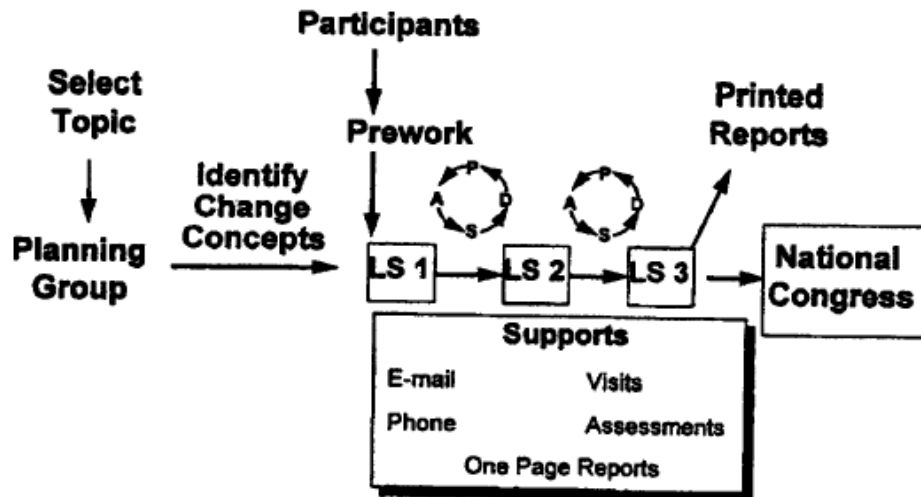 Participants
Select
Topic
Printed
Reports
Prework
Identify
Change
Concepts
P
A D
S
P
A D
S
Planning
Group
LS 1
LS 2
LS 3
National
Congress
Supports
E-mail Visits
Phone Assessments
One Page Reports